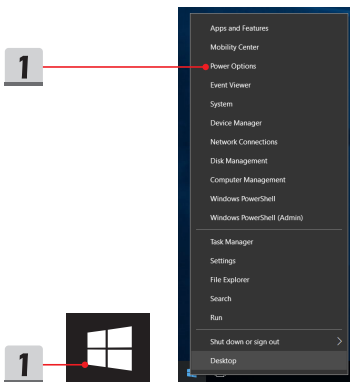 Apps and Features
Mobility Center
1
Power Options
Event Viewer
System
Device Manager
Network Connections
Disk Management
Computer Management
Windows PowerShell
Windows PowerShell (Admin)
Task Manager
Settings
File Explorer
Search
Run
Shut down or sign out
1
Desktop